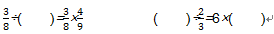 3/8÷( )=3/8×4/9 ( )÷2/3=6×( )↵